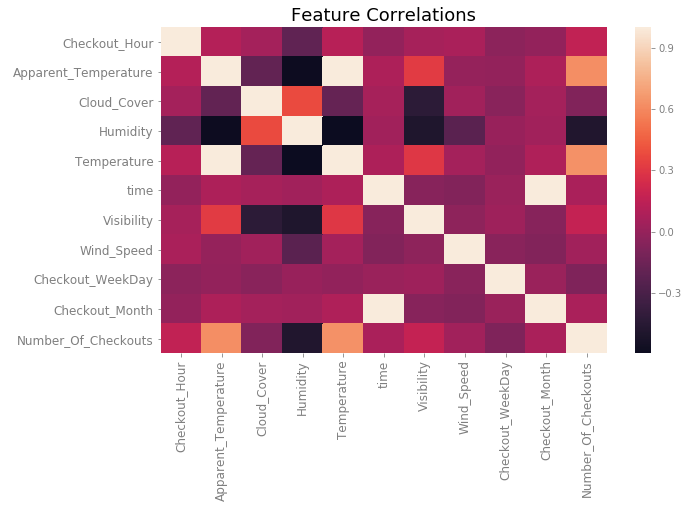 Feature Correlations
Checkout_Hour
Apparent_Temperature
Cloud_Cover
Humidity
Temperature
time
Visibility
Wind_Speed
Checkout_WeekDay
Checkout_Month
Number_Of_Checkouts
0.9
0.6
0.3
0.0
−0.3
Checkout_Hour
Apparent_Temperature
Cloud_Cover
Humidity
Temperature
time
Visibility
Wind_Speed
Checkout_WeekDay
Checkout_Month
Number_Of_Checkouts